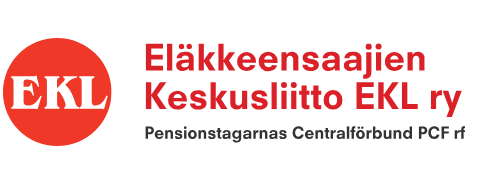 EKL
Eläkkeensaajien
Keskusliitto EKL ry
Pensionstagarnas Centralförbund PCF rf